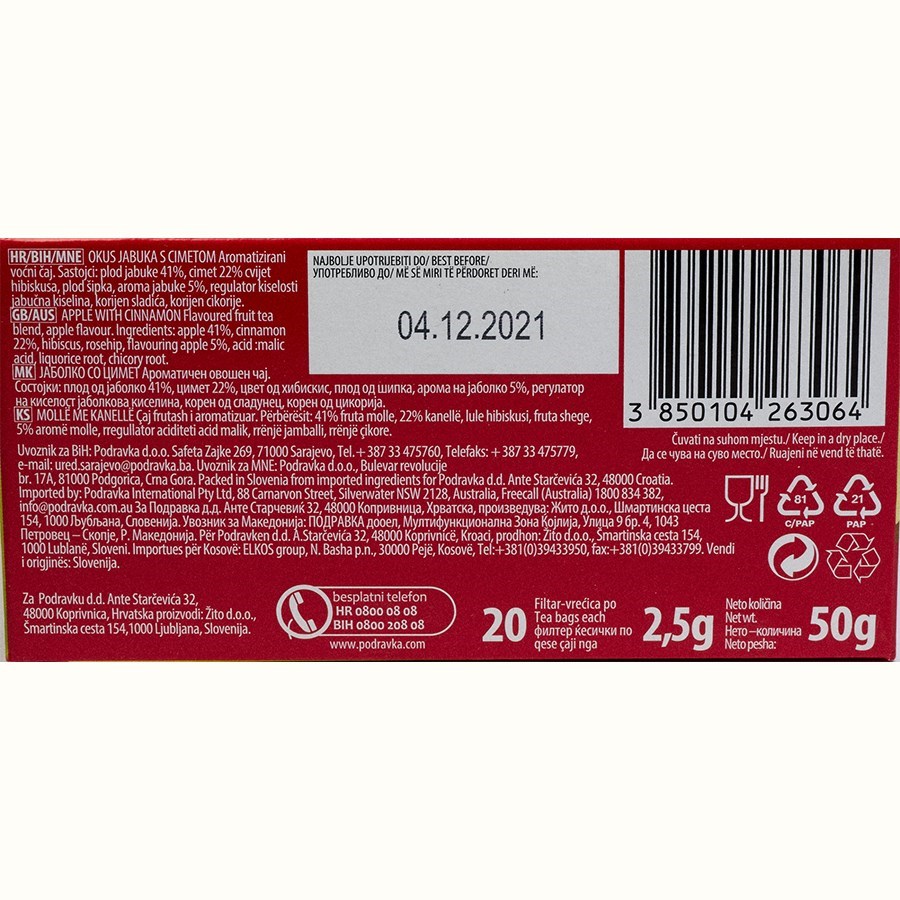 HR/BIH/MNE OKUS JABUKA S CIMETOM Aromatizirani
voćni čaj. Sastojci: plod jabuke 41%, cimet 22% cvijet
hibiskusa, plod šipka, aroma jabuke 5%, regulator kiselosti
jabučna kiselina, korijen sladića, korijen cikorije.
GB/AUS APPLE WITH CINNAMON Flavoured fruit tea
blend, apple flavour. Ingredients: apple 41%, cinnamon
22%, hibiscus, rosehip, flavouring apple 5%, acid :malic
acid, liquorice root, chicory root.
MK ЈАБОЛКО СО ЦИМЕТ Ароматичен овошен чај.
Состојки: плод од јаболко 41%, цимет 22%, цвет од хибискис, плод од шипка, арома на јаболко 5%, регулатор
на киселост јаболкова киселина, корен од сладунец, корен од цикорија.
KS MOLLË ME KANELLË Çaj frutash i aromatizuar. Përbërësit: 41% fruta molle, 22% kanellë, lule hibiskusi, fruta shege,
5% aromë molle, rregullator aciditeti acid malik, rrënjë jamballi, rrënjë çikore.
NAJBOLJE UPOTRIJEBITI DO/ BEST BEFORE/
УПОТРЕБЛИВО ДО/ MË SË MIRI TË PËRDORET DERI MË:
04.12.2021
3 850104 263064
Čuvati na suhom mjestu./ Keep in a dry place./
Да се чува на суво место./ Ruajeni në vend të thatë.
Uvoznik za BiH: Podravka d.o.o. Safeta Zajke 269, 71000 Sarajevo, Tel. + 387 33 475760, Telefaks: + 387 33 475779,
e-mail: ured.sarajevo@podravka.ba. Uvoznik za MNE: Podravka d.o.o., Bulevar revolucije
br. 17A, 81000 Podgorica, Crna Gora. Packed in Slovenia from imported ingredients for Podravka d.d. Ante Starčevića 32, 48000 Croatia.
Imported by: Podravka International Pty Ltd, 88 Carnarvon Street, Silverwater NSW 2128, Australia, Freecall (Australia) 1800 834 382,
info@podravka.com.au За Подравка д.д. Анте Старчевиќ 32, 48000 Копривница, Хрватска, произведува: Жито д.о.о., Шмартинска цеста
154, 1000 Љубљана, Словенија. Увозник за Македонија: ПОДРАВКА дооел, Мултифункционална Зона Којлија, Улица 9 бр. 4, 1043
Петровец – Скопје, Р. Македонија. Për Podravken d.d. A.Starčevića 32, 48000 Koprivnicë, Kroaci, prodhon: Žito d.o.o., Smartinska cesta 154,
1000 Lublanë, Sloveni. Importues për Kosovë: ELKOS group, N. Basha p.n., 30000 Pejë, Kosovë, Tel:+381(0)39433950, fax:+381(0)39433799. Vendi
i origjinës: Slovenija.
81
C/PAP
21
PAP
Za Podravku d.d. Ante Starčevića 32,
48000 Koprivnica, Hrvatska proizvodi: Žito d.o.o.,
Šmartinska cesta 154,1000 Ljubljana, Slovenija.
besplatni telefon
HR 0800 08 08
BIH 0800 208 08
www.podravka.com
20
Filtar-vrećica po
Tea bags each
филтер ќесички по
qese çaji nga
2,5g
Neto količina
Net wt.
Нето –количина
Neto pesha:
50g